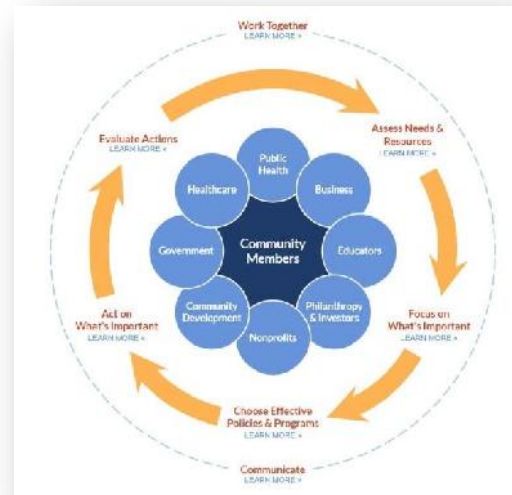 Work Together
LEARN MORE »
Evaluate Actions
LEARN MORE »
Assess Needs &
Resources
LEARN MORE »
Public
Health
Healthcare
Business
Government
Community
Members
Educators
Community
Development
Philanthropy
& Investors
Nonprofits
Act on
What's Important
LEARN MORE »
Focus on
What's Important
LEARN MORE »
Choose Effective
Policies & Programs
LEARN MORE »
Communicate
LEARN MORE »